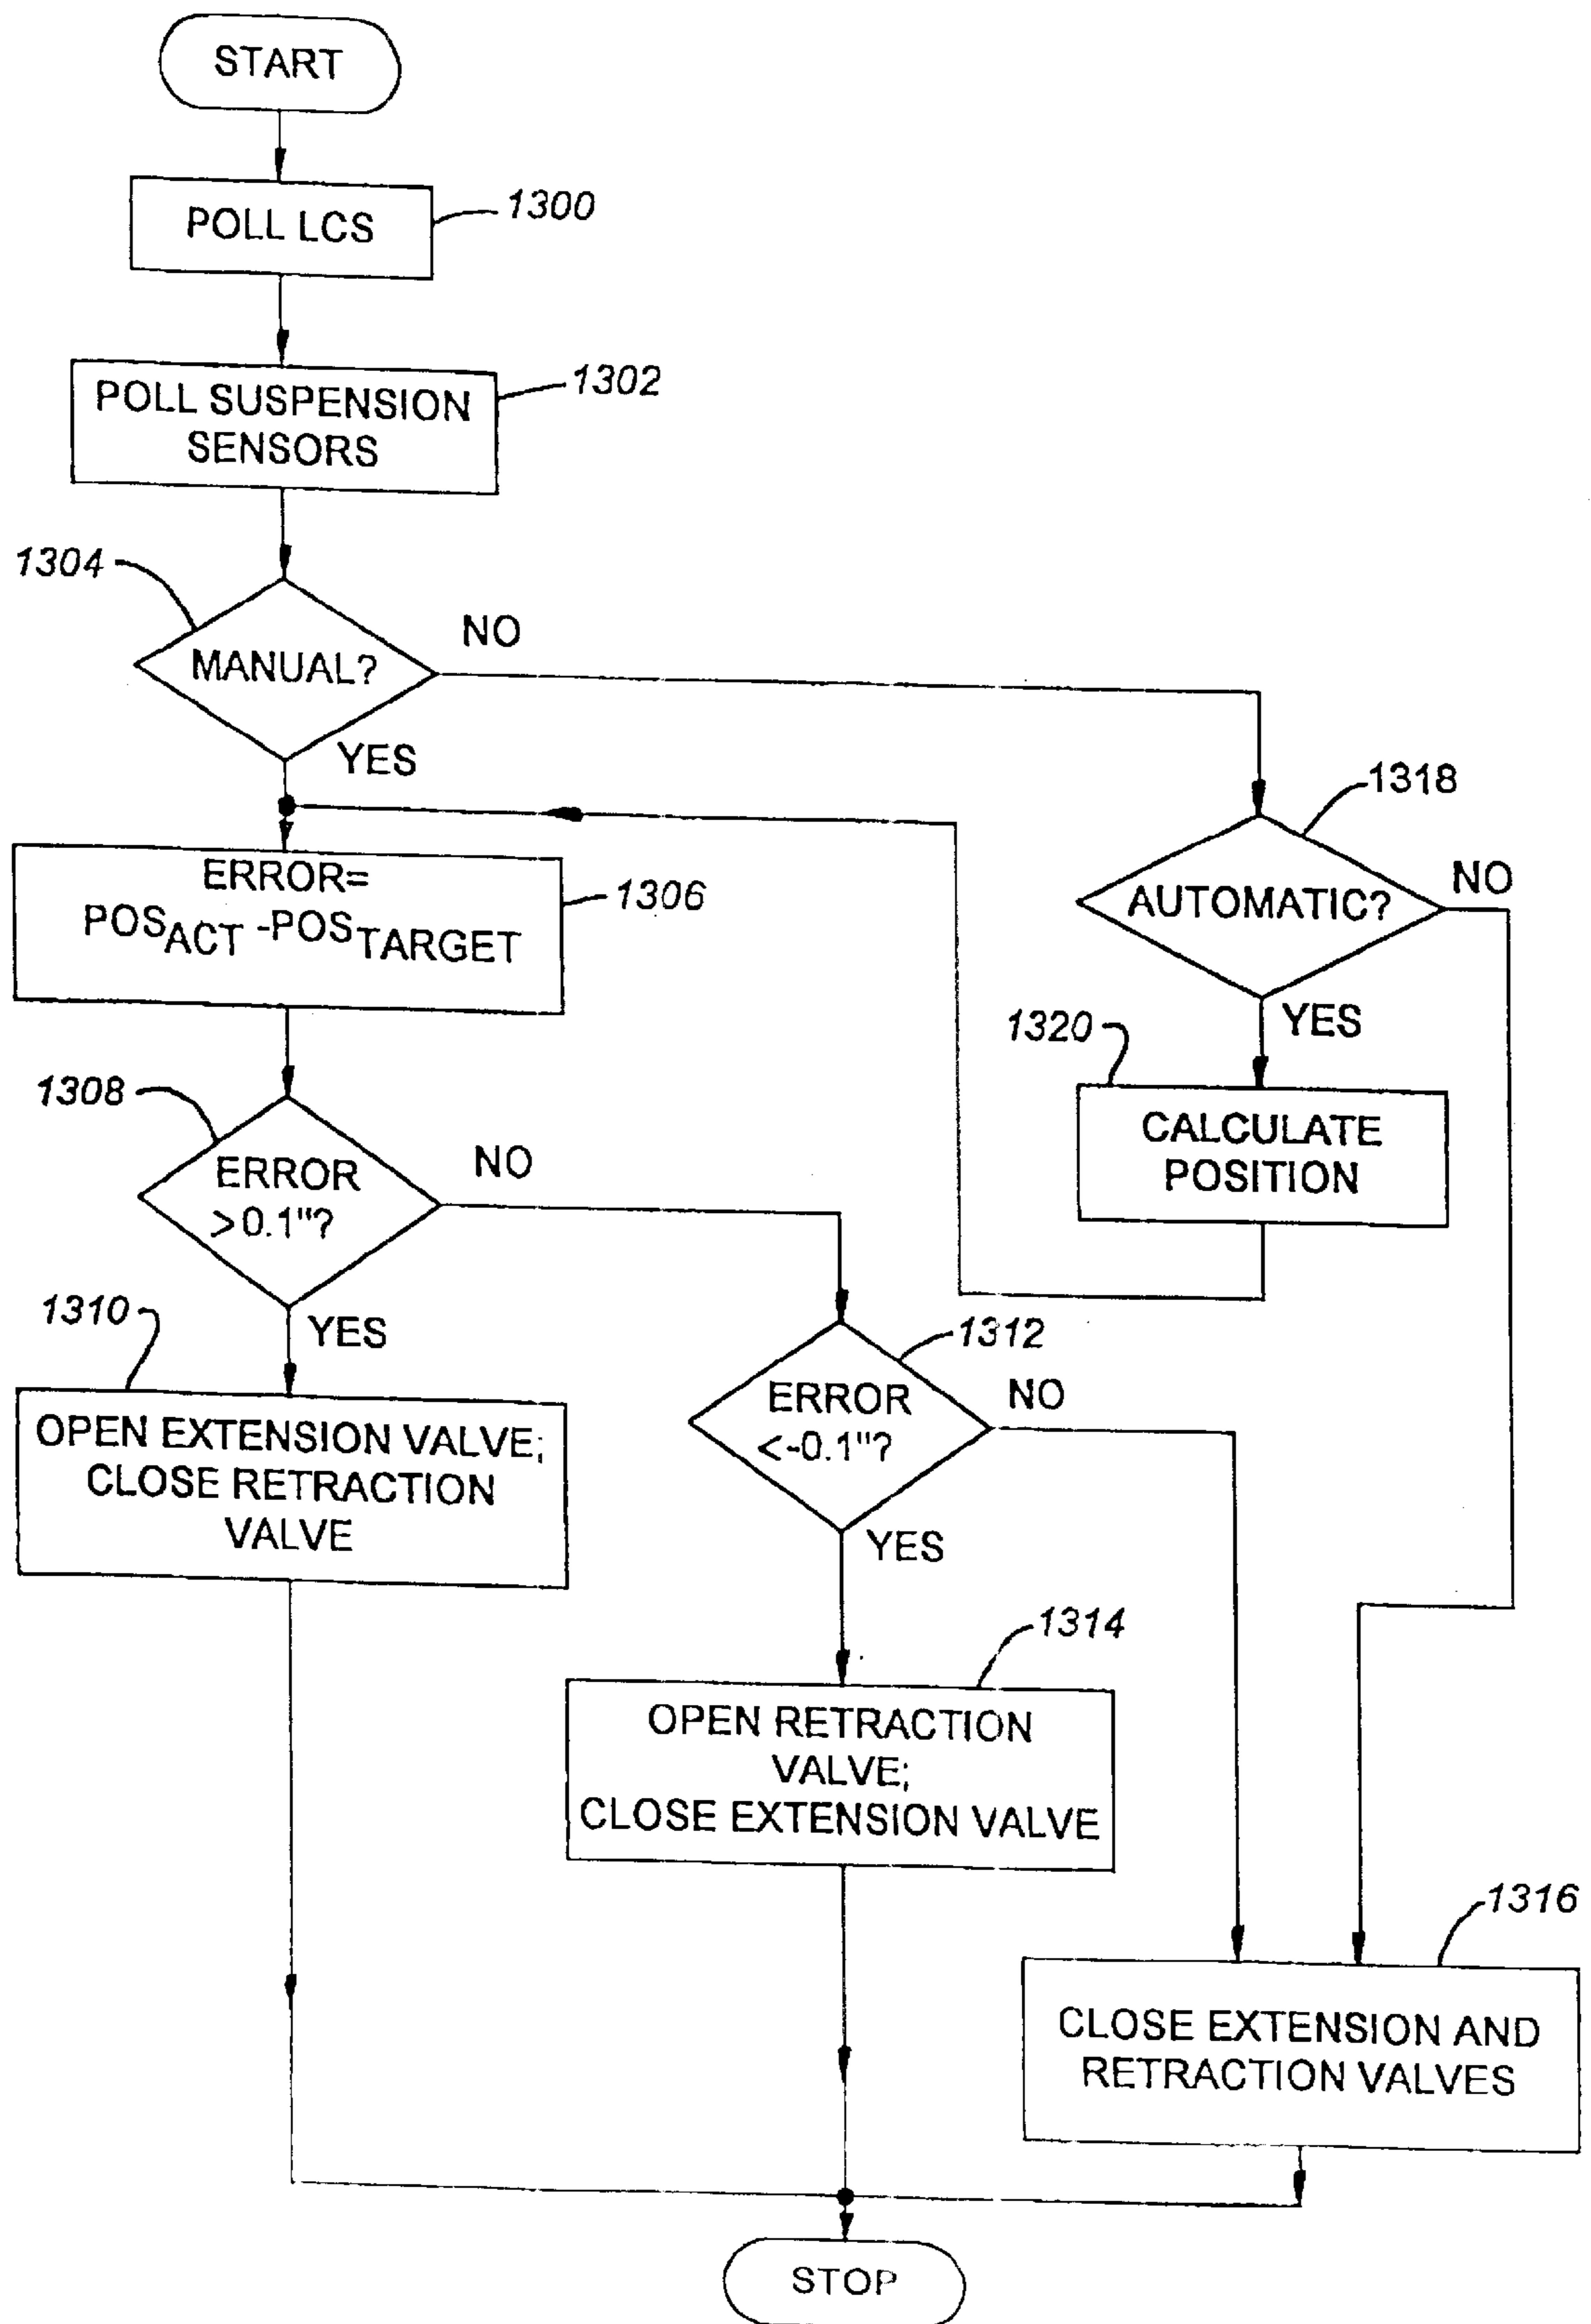 START
POLL LCS
1300
POLL SUSPENSION
SENSORS
1302
1304
MANUAL?
NO
YES
ERROR=
POSACT -POSTARGET
1306
1318
AUTOMATIC?
NO
YES
1320
CALCULATE
POSITION
1308
ERROR
>0.1"?
NO
YES
1310
OPEN EXTENSION VALVE;
CLOSE RETRACTION
VALVE
1312
ERROR
<-0.1"?
NO
YES
1314
OPEN RETRACTION
VALVE;
CLOSE EXTENSION VALVE
1316
CLOSE EXTENSION AND
RETRACTION VALVES
STOP